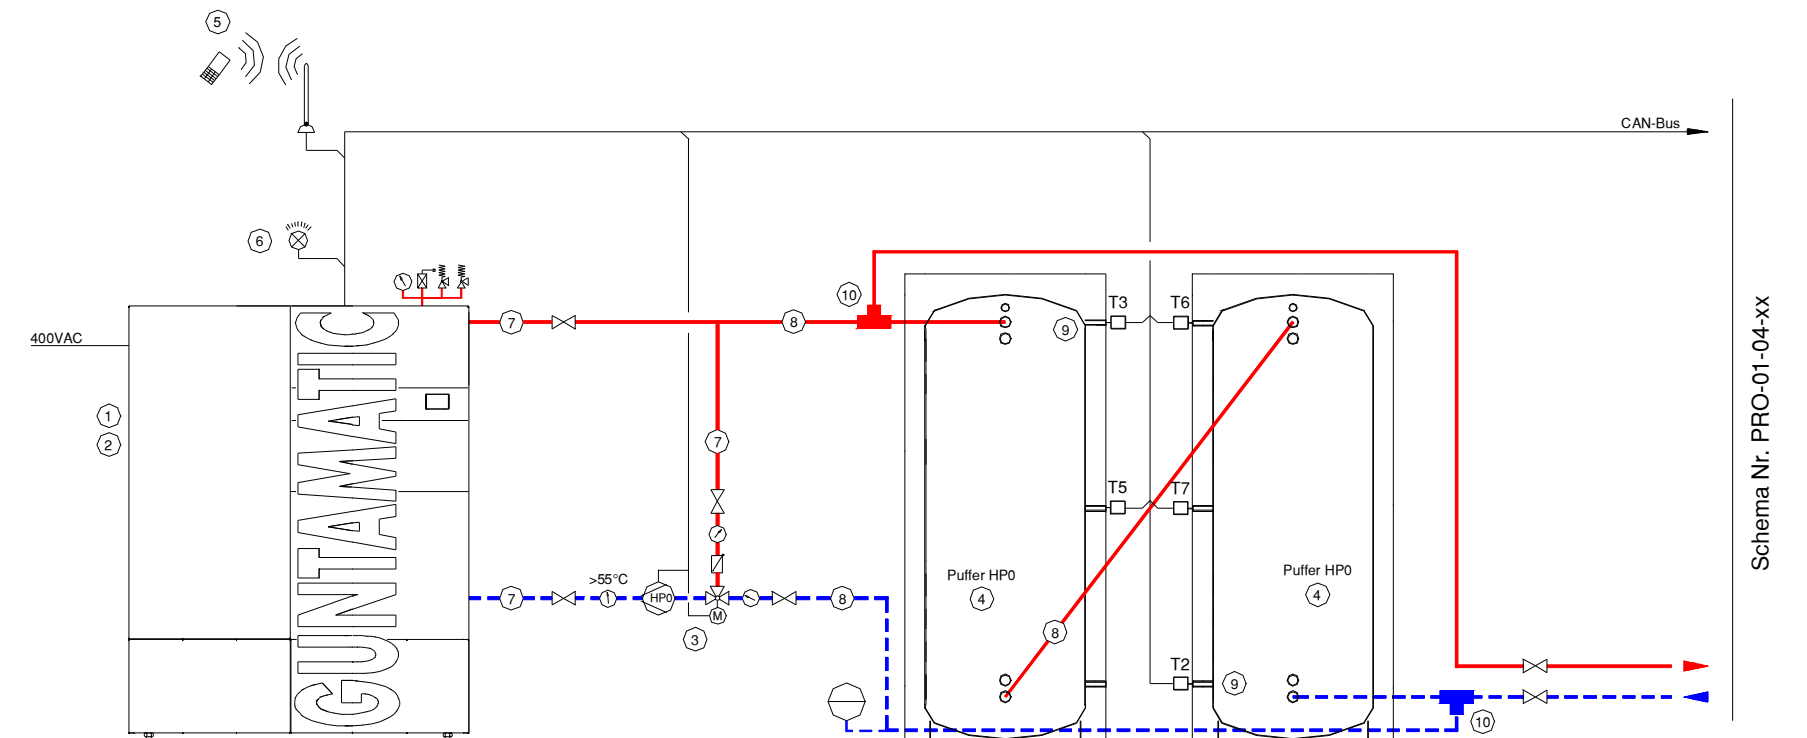 5
CAN-Bus
6
10
T3
T6
7
8
9
400VAC
GUNTAMATIC
1
2
7
T5
T7
>55°C
7
HP0
8
M
3
Puffer HP0
4
Puffer HP0
4
8
T2
9
10
Schema Nr. PRO-01-04-xx